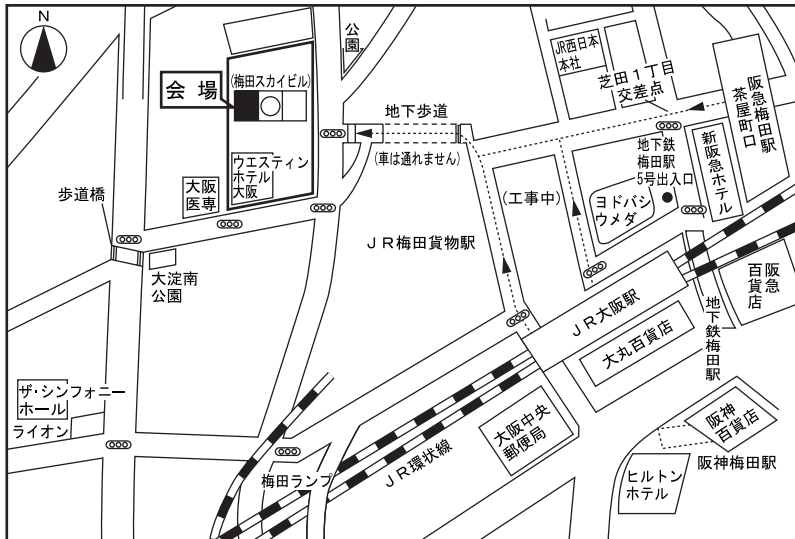 N
会場
(梅田スカイビル)
公
園
JR西日本
本社
芝田1丁目
交差点
阪急梅田駅
茶屋町口
地下歩道
(車は通れません)
地下鉄
梅田駅
5号出入口
新阪急ホテル
ウエスティン
ホテル
大阪
大阪
医専
(工事中)
ヨドバシ
ウメダ
歩道橋
JR梅田貨物駅
大淀南
公園
阪急
百貨店
JR大阪駅
地下鉄梅田駅
大丸百貨店
ザ・シンフォニー
ホール
ライオン
大阪中央
郵便局
阪神
百貨店
阪神梅田駅
JR環状線
梅田ランプ
ヒルトン
ホテル